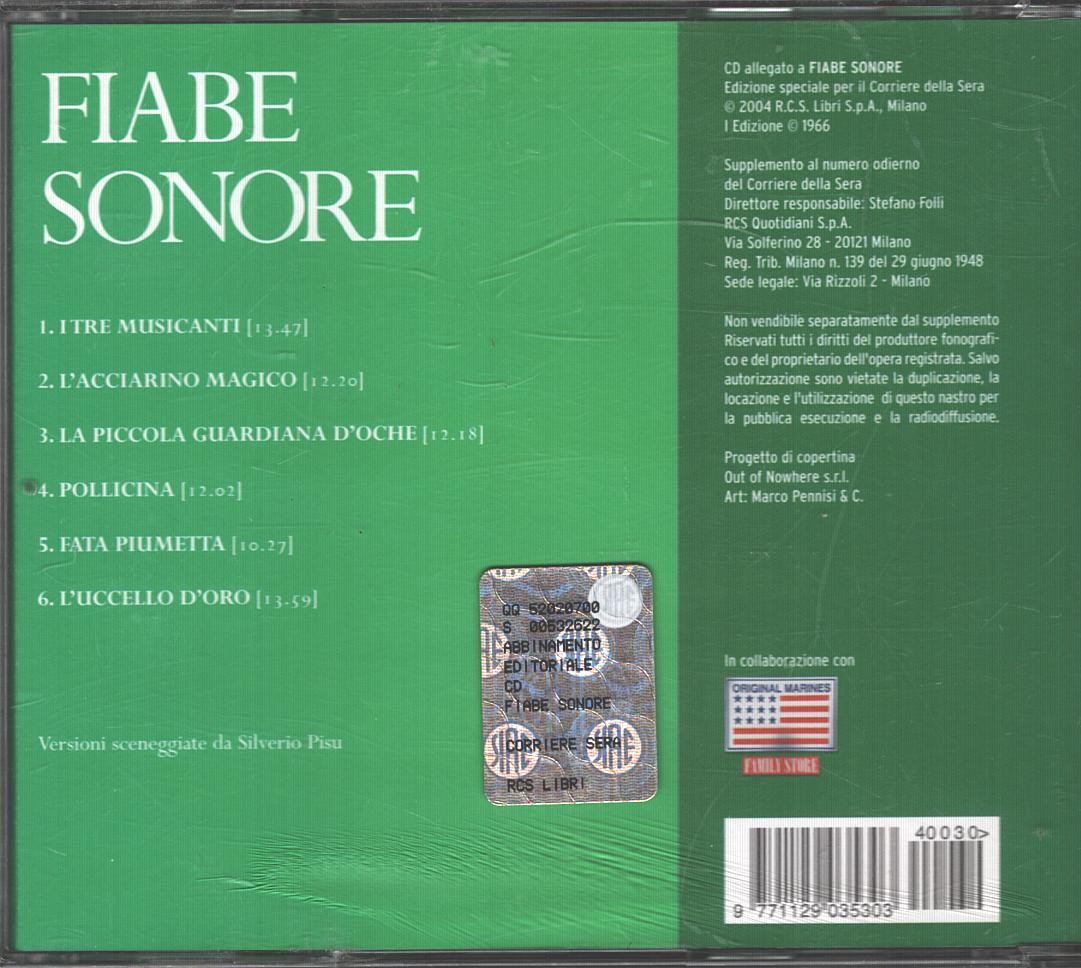 FIABE
SONORE
1. I TRE MUSICANTI [13.47]
2. L'ACCIARINO MAGICO [12.20]
3. LA PICCOLA GUARDIANA D'OCHE [12.18]
4. POLLICINA [12.02]
5. FATA PIUMETTA [10.27]
6. L'UCCELLO D'ORO [13.59]
Versioni sceneggiate da Silverio Pisu
QQ 52020700
S 00532622
ABBINAMENTO
EDITORIALE
CD
FIABE SONORE
CORRIERE SERA
RCS LIBRI
SIAE
SIAE
CD allegato a FIABE SONORE
Edizione speciale per il Corriere della Sera
© 2004 R.C.S. Libri S.p.A., Milano
I Edizione © 1966
Supplemento al numero odierno
del Corriere della Sera
Direttore responsabile: Stefano Folli
RCS Quotidiani S.p.A.
Via Solferino 28 - 20121 Milano
Reg. Trib. Milano n. 139 del 29 giugno 1948
Sede legale: Via Rizzoli 2 - Milano
Non vendibile separatamente dal supplemento
Riservati tutti i diritti del produttore fonografi-
co e del proprietario dell'opera registrata. Salvo
autorizzazione sono vietate la duplicazione, la
locazione e l'utilizzazione di questo nastro per
la pubblica esecuzione e la radiodiffusione.
Progetto di copertina
Out of Nowhere s.r.l.
Art: Marco Pennisi & C.
In collaborazione con
ORIGINAL MARINES
FAMILY STORE
40030>
9 771129 035303